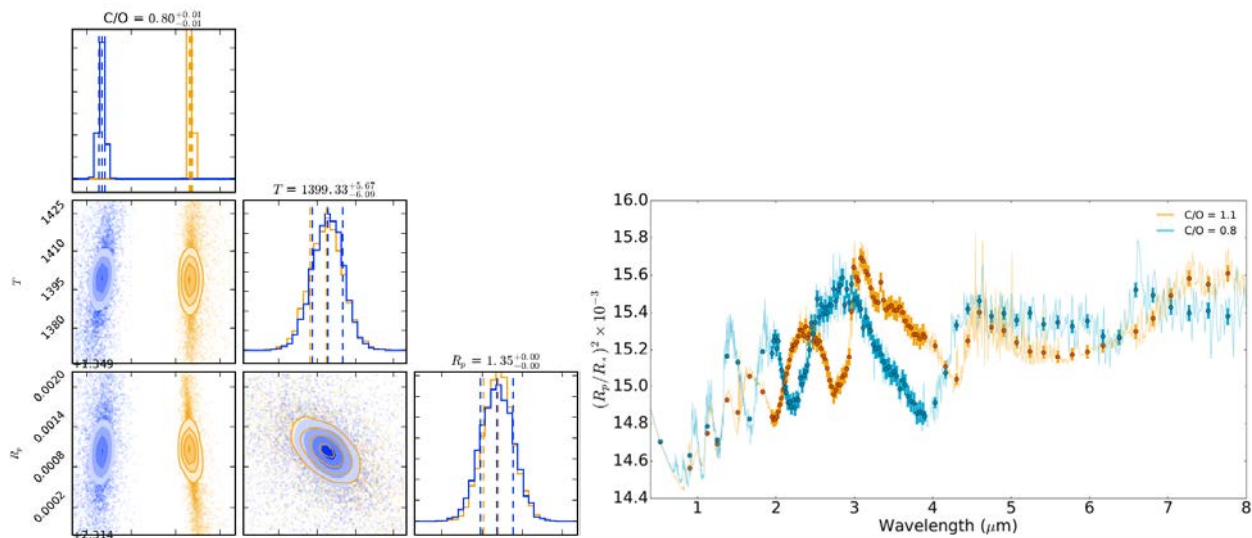 C/O = 0.80 +0.01 −0.01
1425
1410
1395
1380
T
T = 1399.33 +5.67 −6.09
+1.349
0.0020
0.0014
0.0008
0.0002
R_p
R_p = 1.35 +0.00 −0.00
+2.314
16.0
15.8
15.6
15.4
15.2
15.0
14.8
14.6
14.4
(R_p/R_*)² × 10⁻³
C/O = 1.1
C/O = 0.8
1 2 3 4 5 6 7 8
Wavelength (μm)